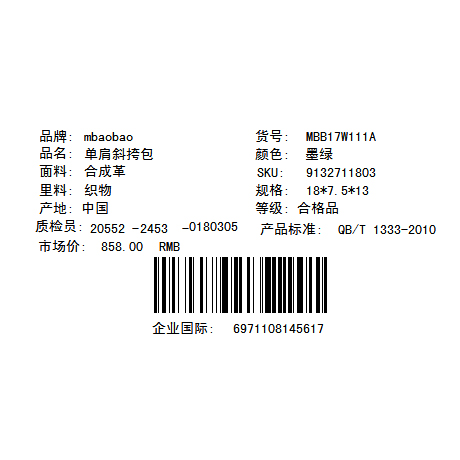 品牌: mbaobao 货号: MBB17W111A
品名: 单肩斜挎包 颜色: 墨绿
面料: 合成革 SKU: 9132711803
里料: 织物 规格: 18*7.5*13
产地: 中国 等级: 合格品
质检员: 20552 -2453 -0180305 产品标准: QB/T 1333-2010
市场价: 858.00 RMB
企业国际: 6971108145617